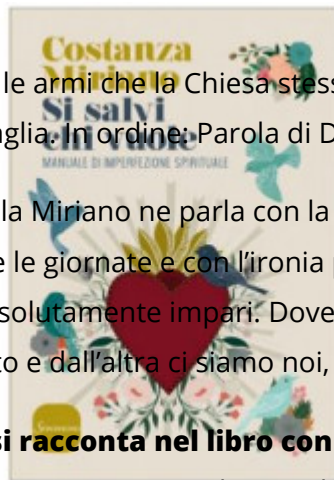 Costanza
Miriano
Si salvi
chi vuole
MANUALE DI IMPERFEZIONE SPIRITUALE
le armi che la Chiesa stess
aglia. In ordine: Parola di D
la Miriano ne parla con la
e le giornate e con l’ironia
solutamente impari. Dove
to e dall’altra ci siamo noi,
si racconta nel libro con